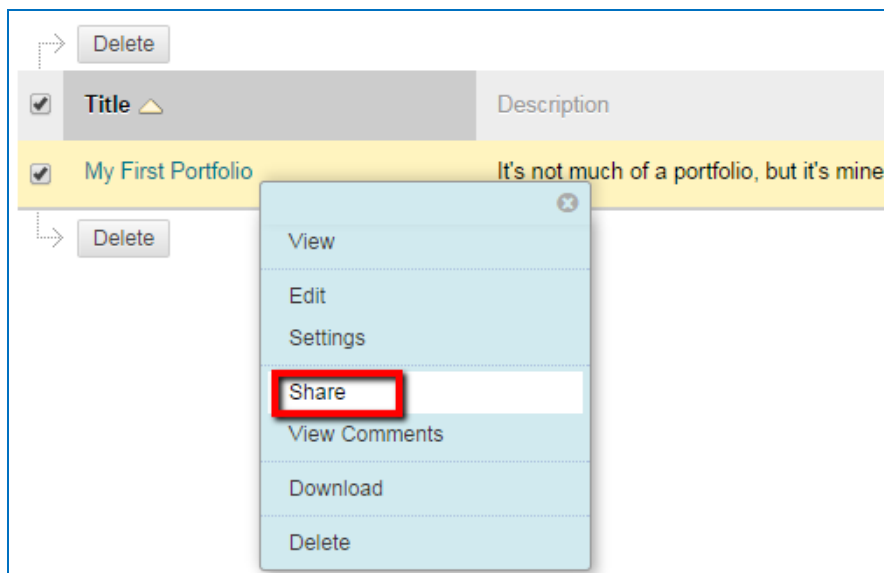 Delete
Title Description
My First Portfolio It's not much of a portfolio, but it's mine
Delete
View
Edit
Settings
Share
View Comments
Download
Delete